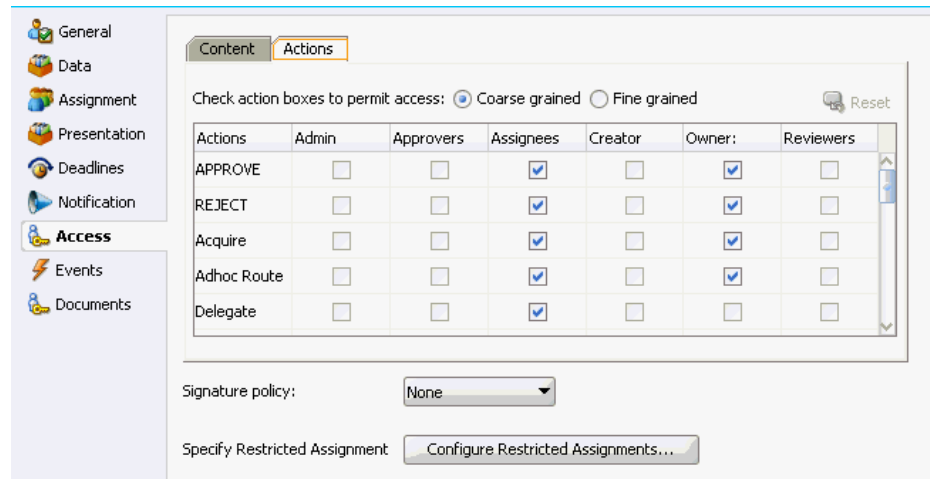 General
Data
Assignment
Presentation
Deadlines
Notification
Access
Events
Documents
Content Actions
Check action boxes to permit access: Coarse grained Fine grained Reset
Actions Admin Approvers Assignees Creator Owner: Reviewers
APPROVE
REJECT
Acquire
Adhoc Route
Delegate
Signature policy: None
Specify Restricted Assignment Configure Restricted Assignments...